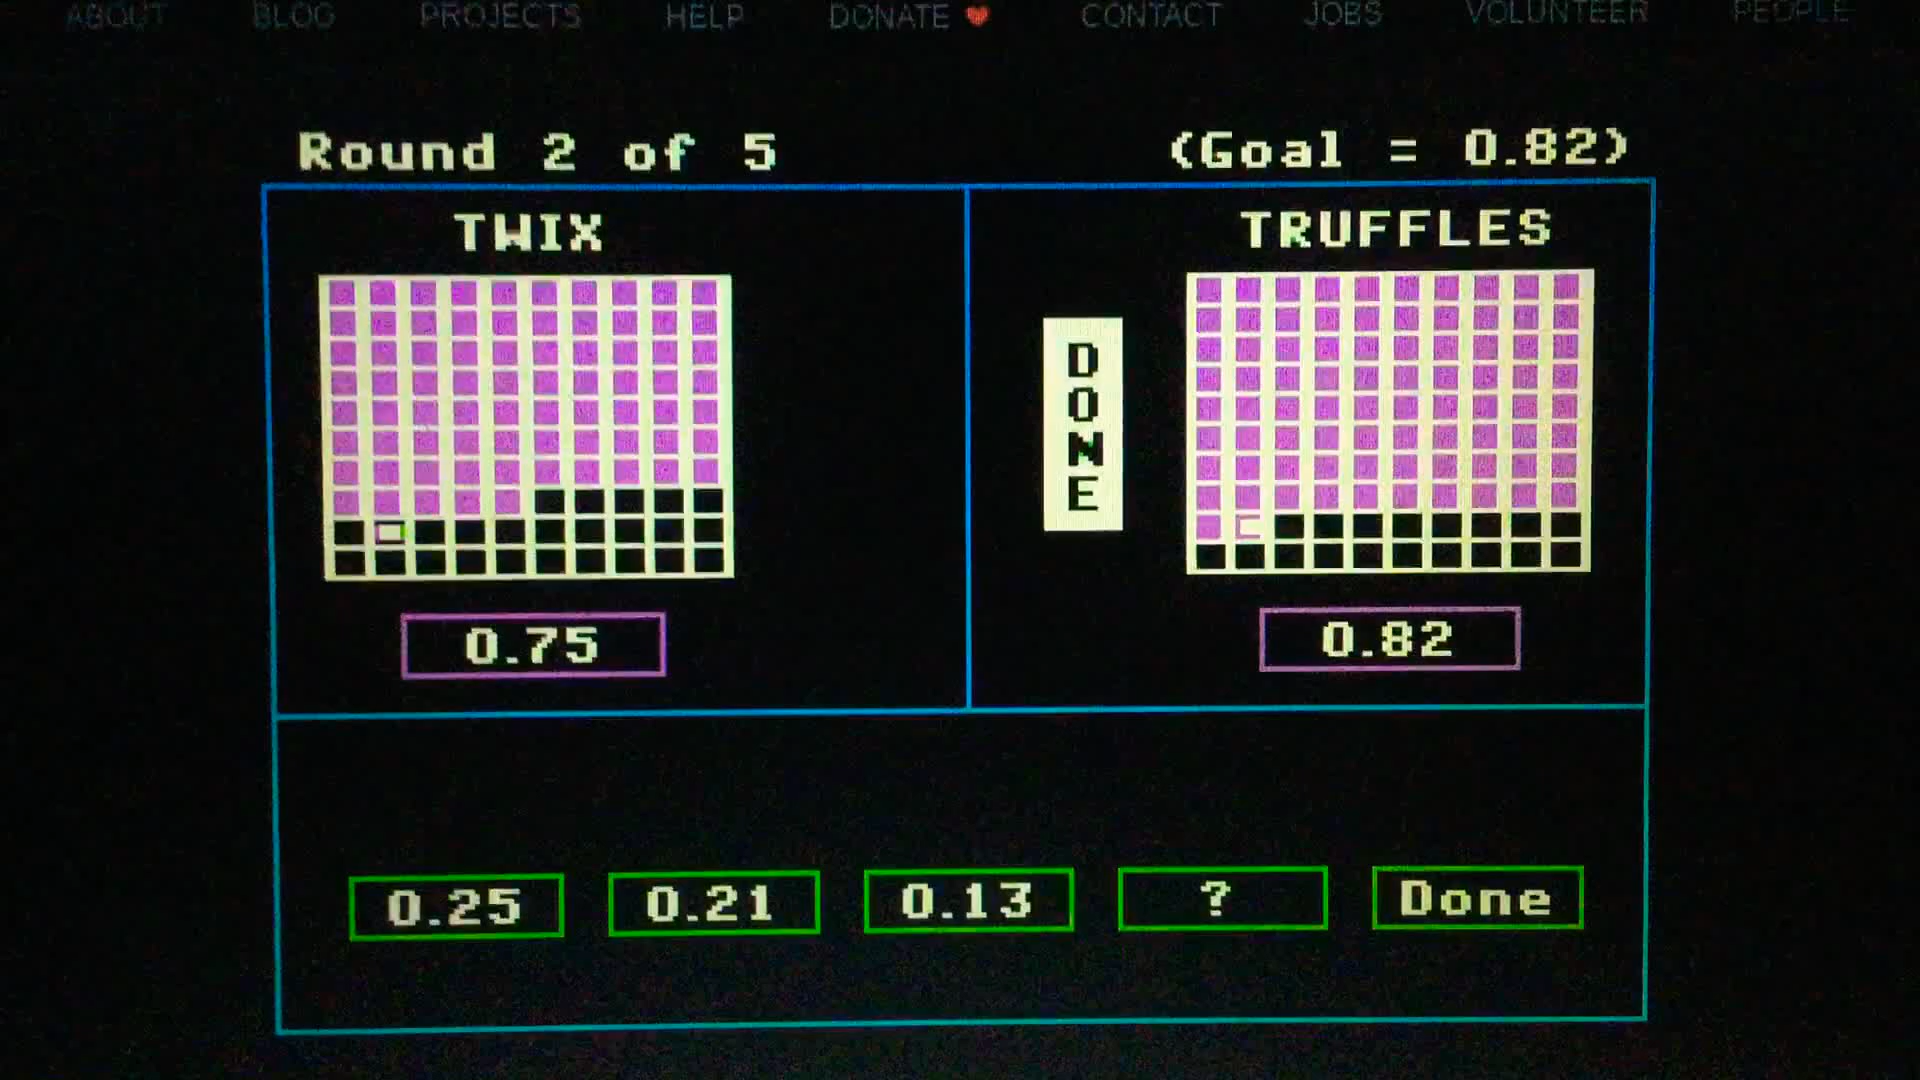 ABOUT BLOG PROJECTS HELP DONATE CONTACT JOBS VOLUNTEER PEOPLE
Round 2 of 5 (Goal = 0.82)
TWIX TRUFFLES
DONE
0.75 0.82
0.25 0.21 0.13 ? Done